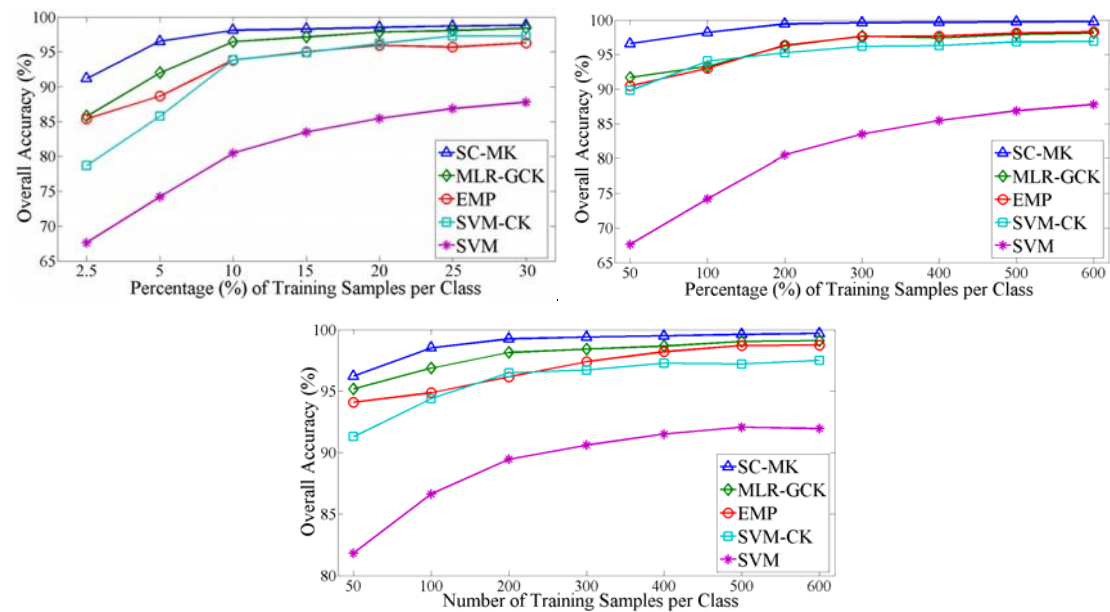 Overall Accuracy (%)
100
95
90
85
80
75
70
65
SC-MK
MLR-GCK
EMP
SVM-CK
SVM
2.5 5 10 15 20 25 30
Percentage (%) of Training Samples per Class
Overall Accuracy (%)
100
95
90
85
80
75
70
65
SC-MK
MLR-GCK
EMP
SVM-CK
SVM
50 100 200 300 400 500 600
Percentage (%) of Training Samples per Class
Overall Accuracy (%)
100
95
90
85
80
SC-MK
MLR-GCK
EMP
SVM-CK
SVM
50 100 200 300 400 500 600
Number of Training Samples per Class